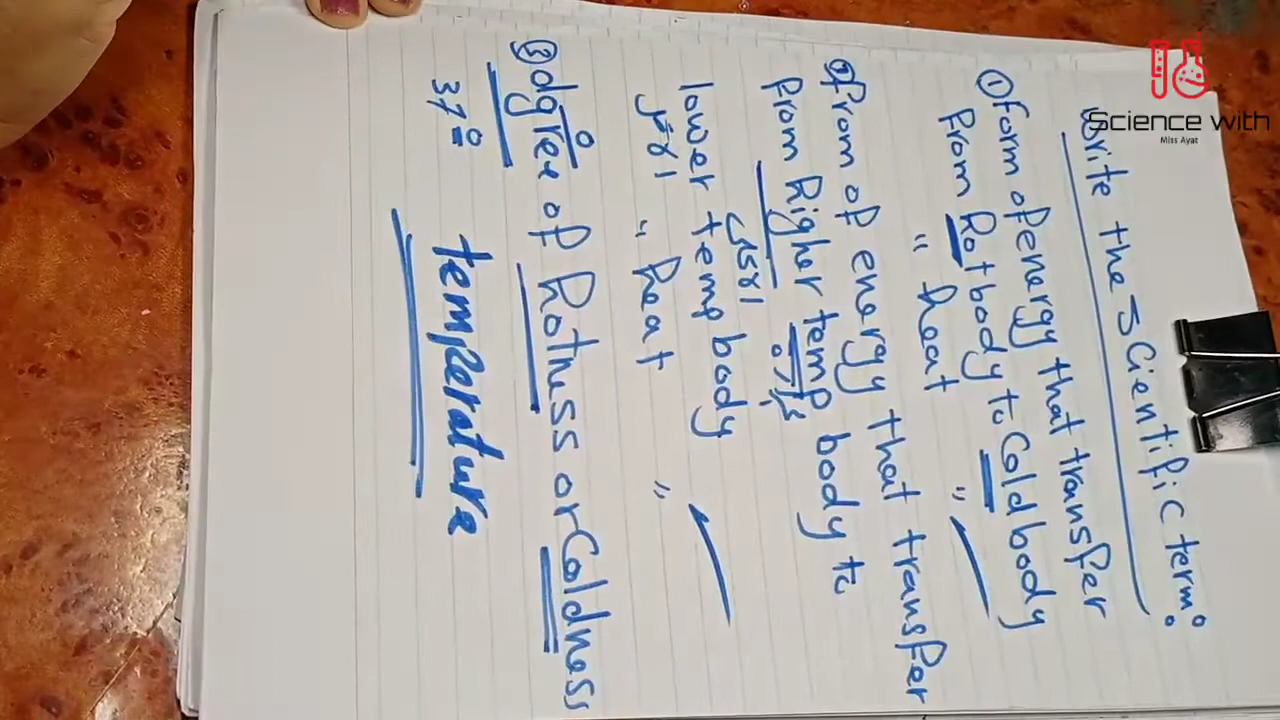 Science with
Miss Ayat
Write the scientific term:
① form of energy that transfer
From hot body to Cold body
" heat "
② From of energy that transfer
From higher temp body to
lower temp body
" heat "
③ dgree of hotness or Coldness
37°
temperature